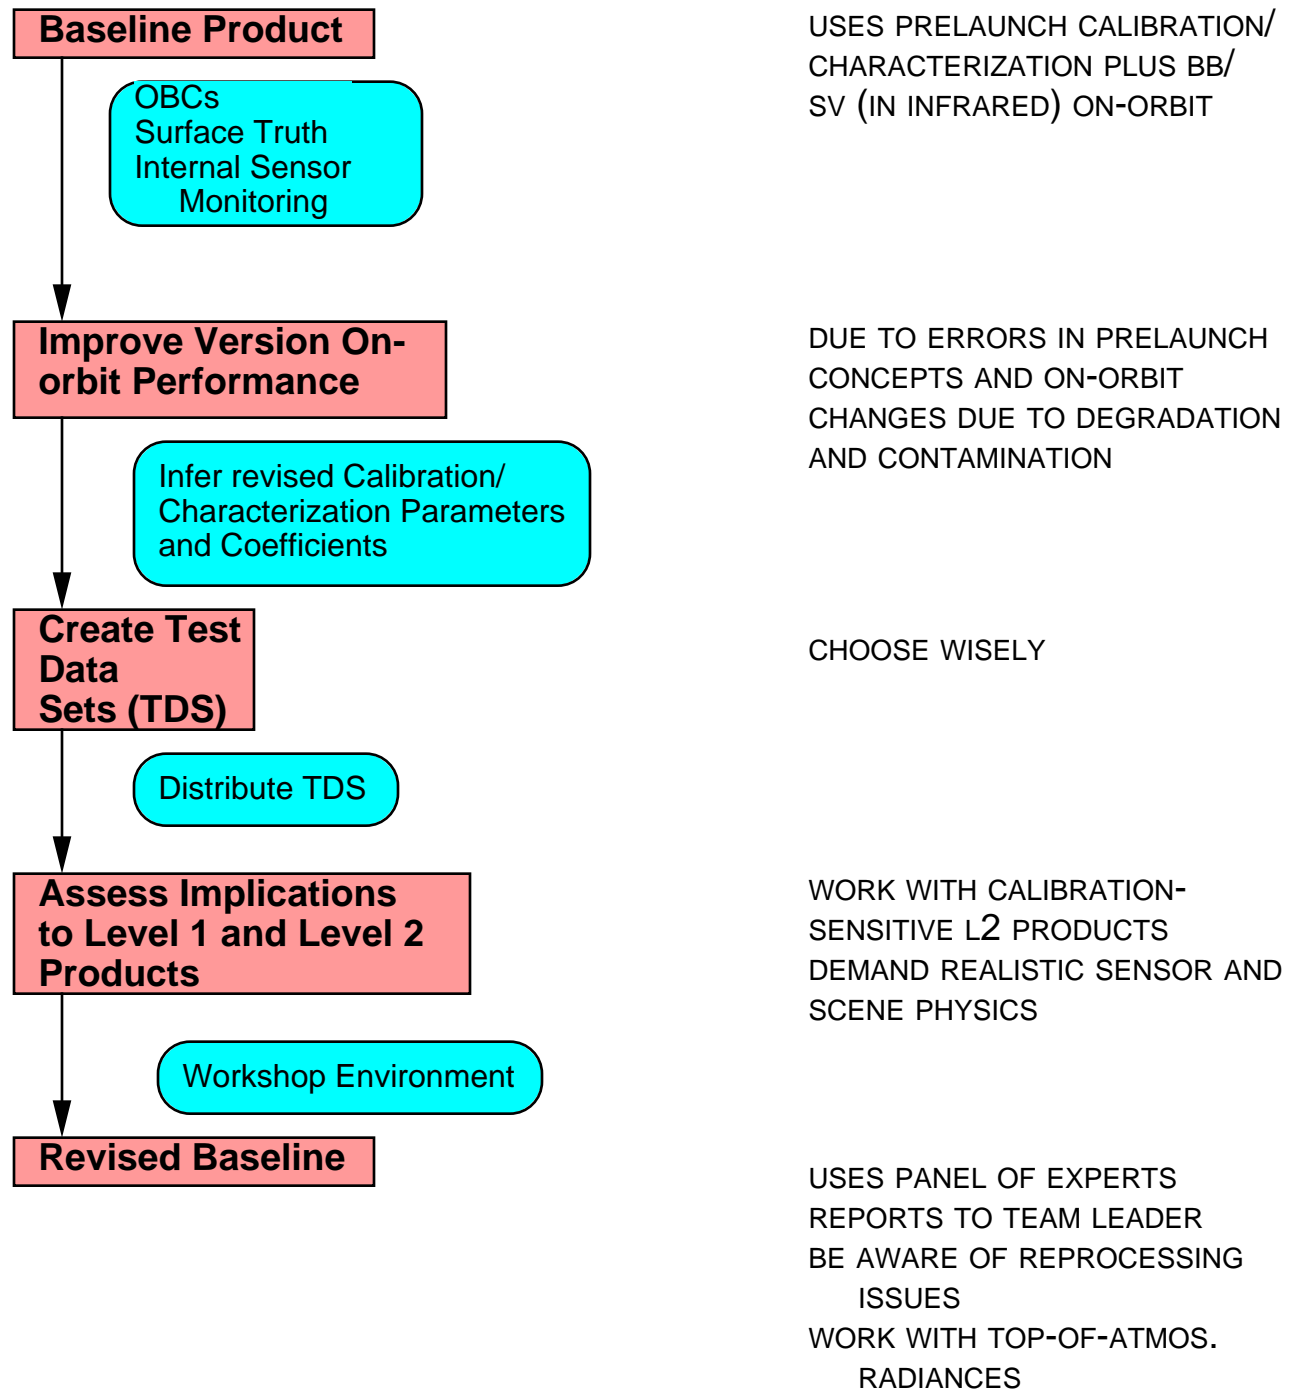 Baseline Product
USES PRELAUNCH CALIBRATION/
CHARACTERIZATION PLUS BB/
SV (IN INFRARED) ON-ORBIT
OBCs
Surface Truth
Internal Sensor
Monitoring
Improve Version On-
orbit Performance
DUE TO ERRORS IN PRELAUNCH
CONCEPTS AND ON-ORBIT
CHANGES DUE TO DEGRADATION
AND CONTAMINATION
Infer revised Calibration/
Characterization Parameters
and Coefficients
Create Test
Data
Sets (TDS)
CHOOSE WISELY
Distribute TDS
Assess Implications
to Level 1 and Level 2
Products
WORK WITH CALIBRATION-
SENSITIVE L2 PRODUCTS
DEMAND REALISTIC SENSOR AND
SCENE PHYSICS
Workshop Environment
Revised Baseline
USES PANEL OF EXPERTS
REPORTS TO TEAM LEADER
BE AWARE OF REPROCESSING
ISSUES
WORK WITH TOP-OF-ATMOS.
RADIANCES